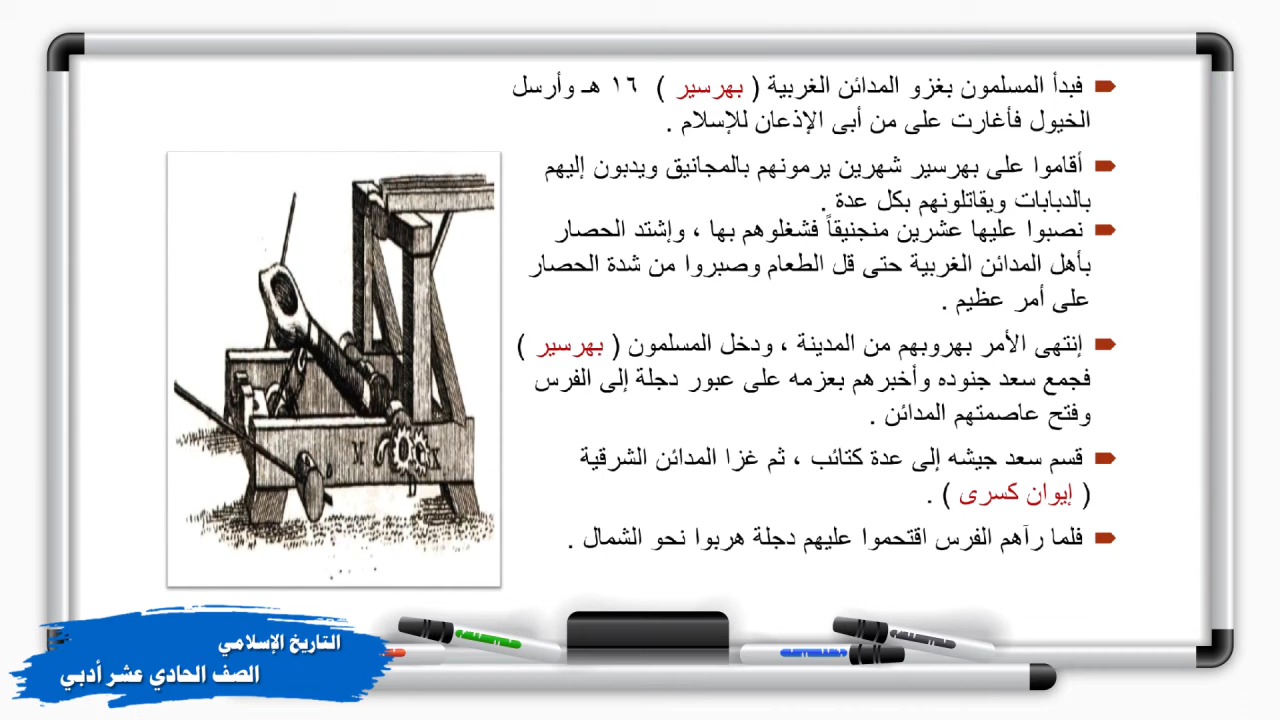 فبدأ المسلمون بغزو المدائن الغربية ( بهرسير ) ١٦ هـ وأرسل
الخيول فأغارت على من أبى الإذعان للإسلام .
أقاموا على بهرسير شهرين يرمونهم بالمجانيق ويدبون إليهم
بالدبابات ويقاتلونهم بكل عدة .
نصبوا عليها عشرين منجنيقاً فشغلوهم بها ، وإشتد الحصار
بأهل المدائن الغربية حتى قل الطعام وصبروا من شدة الحصار
على أمر عظيم .
إنتهى الأمر بهروبهم من المدينة ، ودخل المسلمون ( بهرسير )
فجمع سعد جنوده وأخبرهم بعزمه على عبور دجلة إلى الفرس
وفتح عاصمتهم المدائن .
قسم سعد جيشه إلى عدة كتائب ، ثم غزا المدائن الشرقية
( إيوان كسرى ) .
فلما رآهم الفرس اقتحموا عليهم دجلة هربوا نحو الشمال .
التاريخ الإسلامي
الصف الحادي عشر أدبي